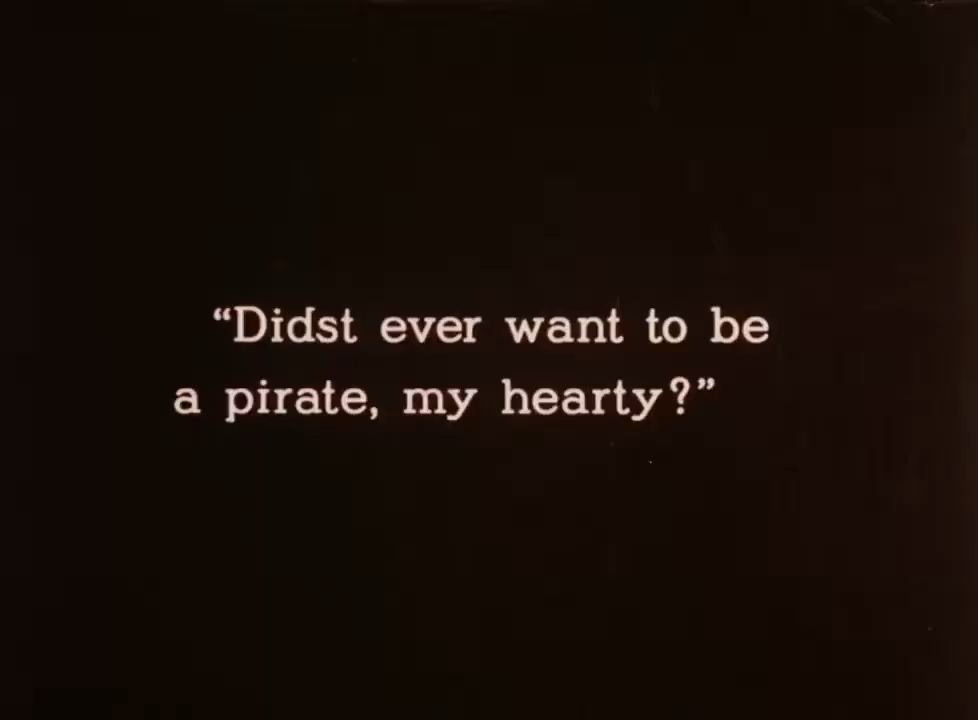 “Didst ever want to be
a pirate, my hearty?”